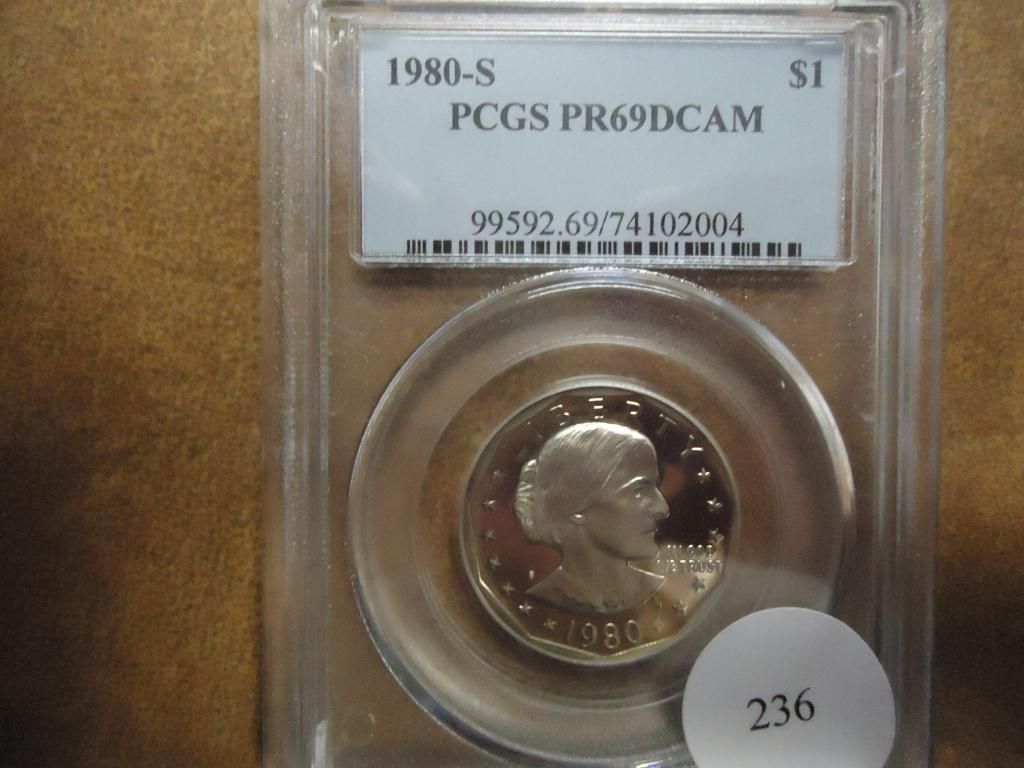 1980-S $1
PCGS PR69DCAM
99592.69/74102004
LIBERTY
IN GOD
WE TRUST
1980
236